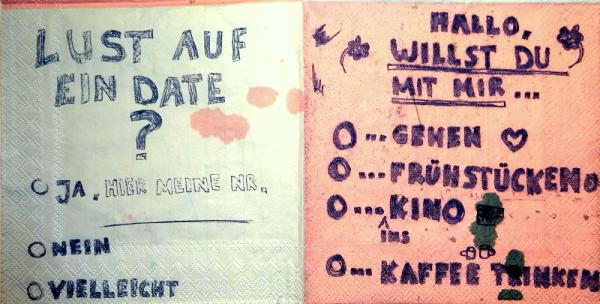 LUST AUF
EIN DATE
?
JA, HIER MEINE NR.
NEIN
VIELLEICHT
HALLO,
WILLST DU
MIT MIR...
...GEHEN
...FRÜHSTÜCKEN
...INS KINO
...KAFFEE TRINKEN